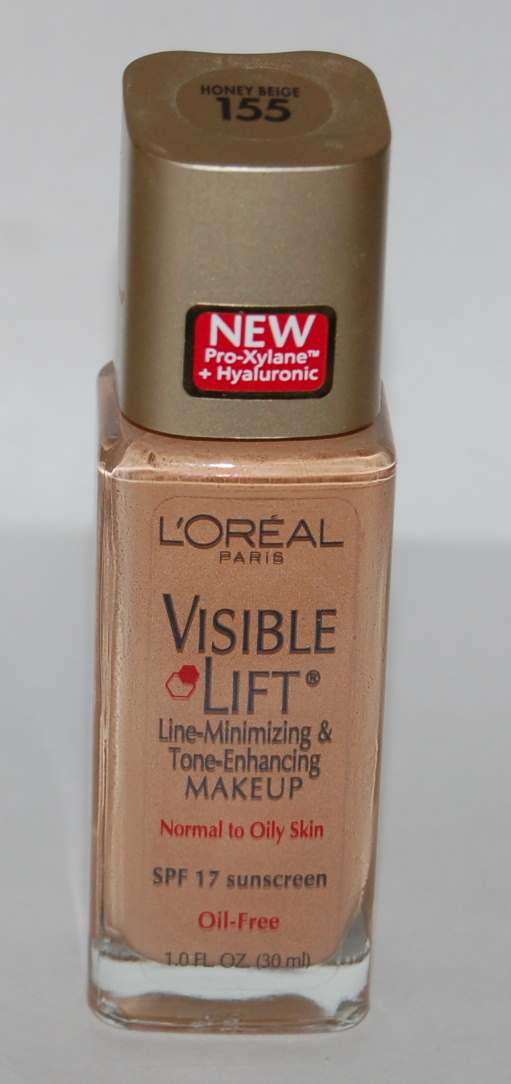 HONEY BEIGE
155
NEW
Pro-Xylane™
+ Hyaluronic
L'ORÉAL
PARIS
VISIBLE
LIFT®
Line-Minimizing &
Tone-Enhancing
MAKEUP
Normal to Oily Skin
SPF 17 sunscreen
Oil-Free
1.0 FL. OZ. (30 ml)